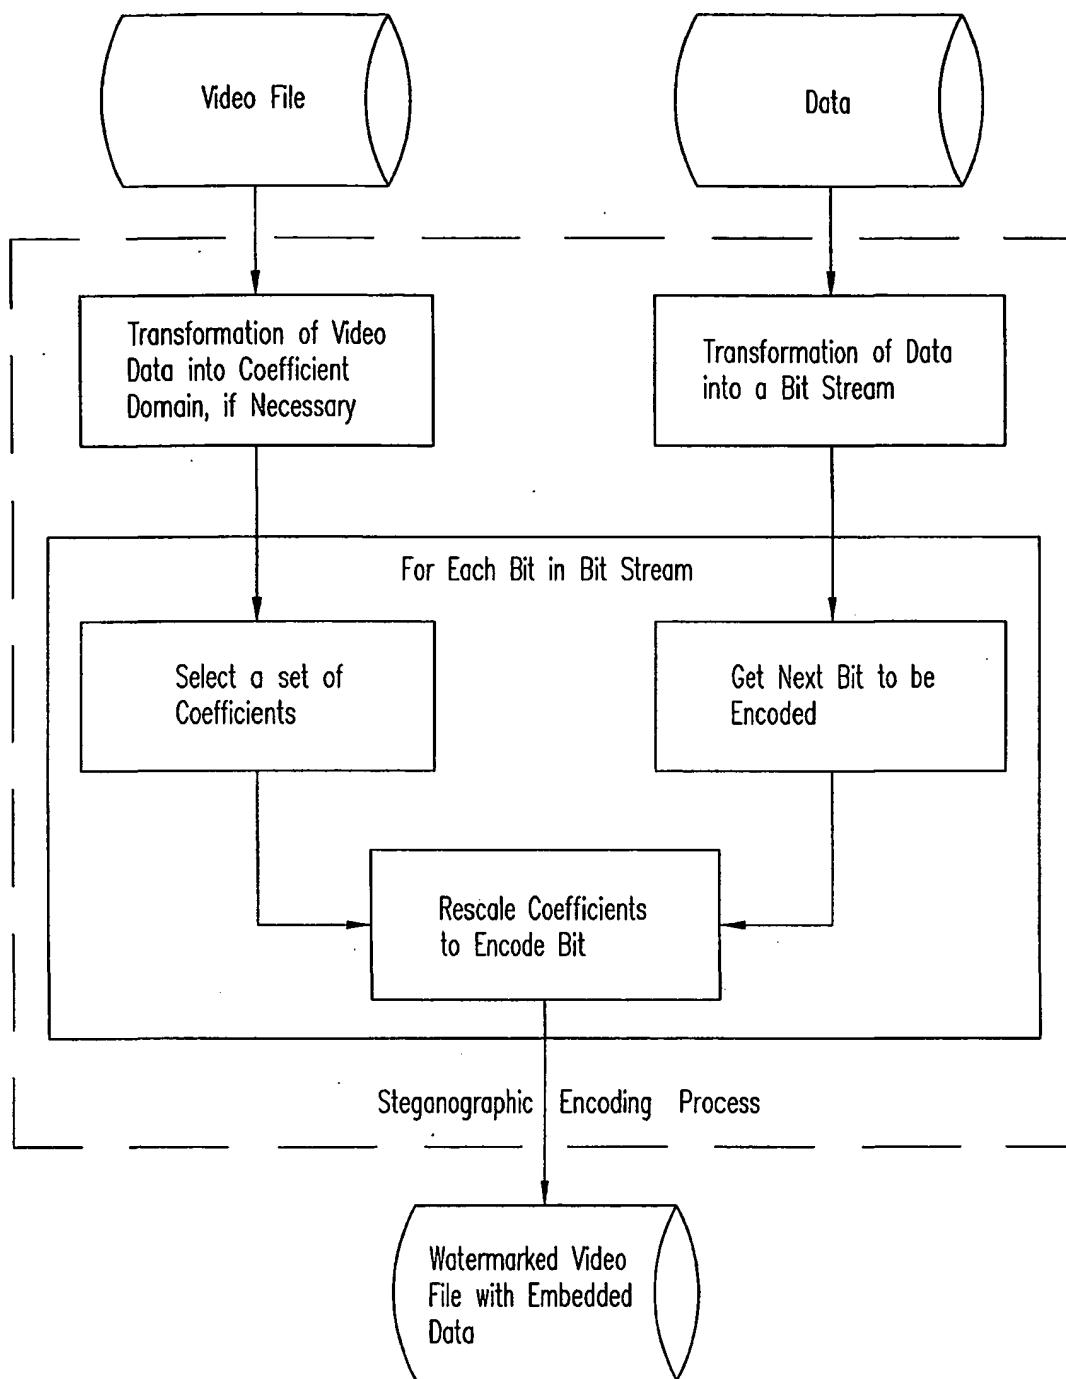 Video File
Data
Transformation of Video
Data into Coefficient
Domain, if Necessary
Transformation of Data
into a Bit Stream
For Each Bit in Bit Stream
Select a set of
Coefficients
Get Next Bit to be
Encoded
Rescale Coefficients
to Encode Bit
Steganographic Encoding Process
Watermarked Video
File with Embedded
Data